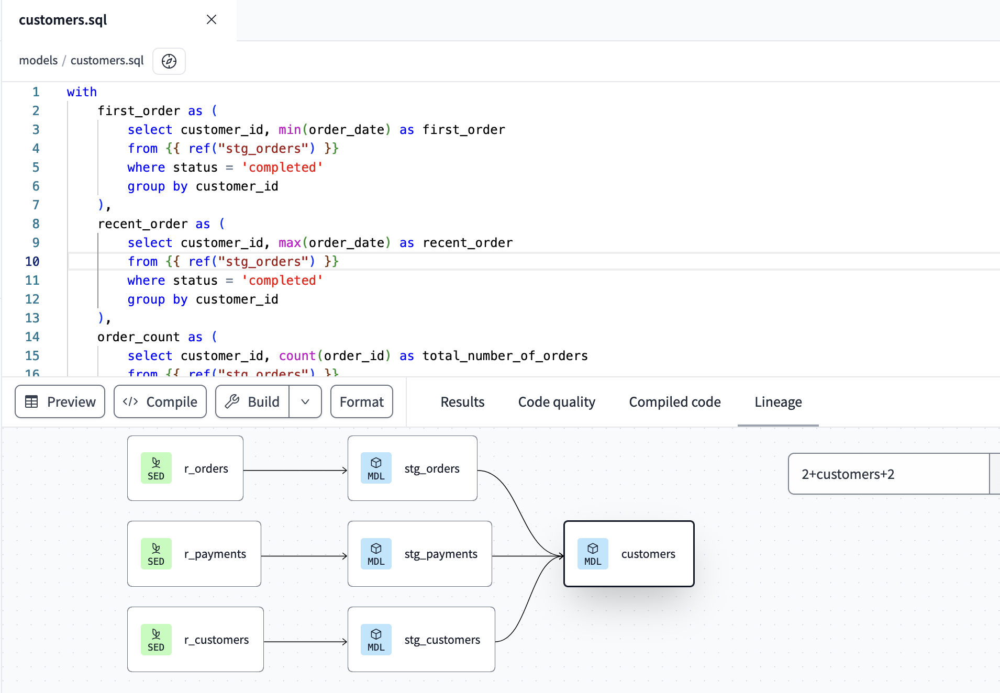 customers.sql
models / customers.sql
1 with
2 first_order as (
3 select customer_id, min(order_date) as first_order
4 from {{ ref("stg_orders") }}
5 where status = 'completed'
6 group by customer_id
7 ),
8 recent_order as (
9 select customer_id, max(order_date) as recent_order
10 from {{ ref("stg_orders") }}
11 where status = 'completed'
12 group by customer_id
13 ),
14 order_count as (
15 select customer_id, count(order_id) as total_number_of_orders
16 from {{ ref("stg_orders") }}
Preview </> Compile Build Format Results Code quality Compiled code Lineage
SED r_orders MDL stg_orders
2+customers+2
SED r_payments MDL stg_payments MDL customers
SED r_customers MDL stg_customers